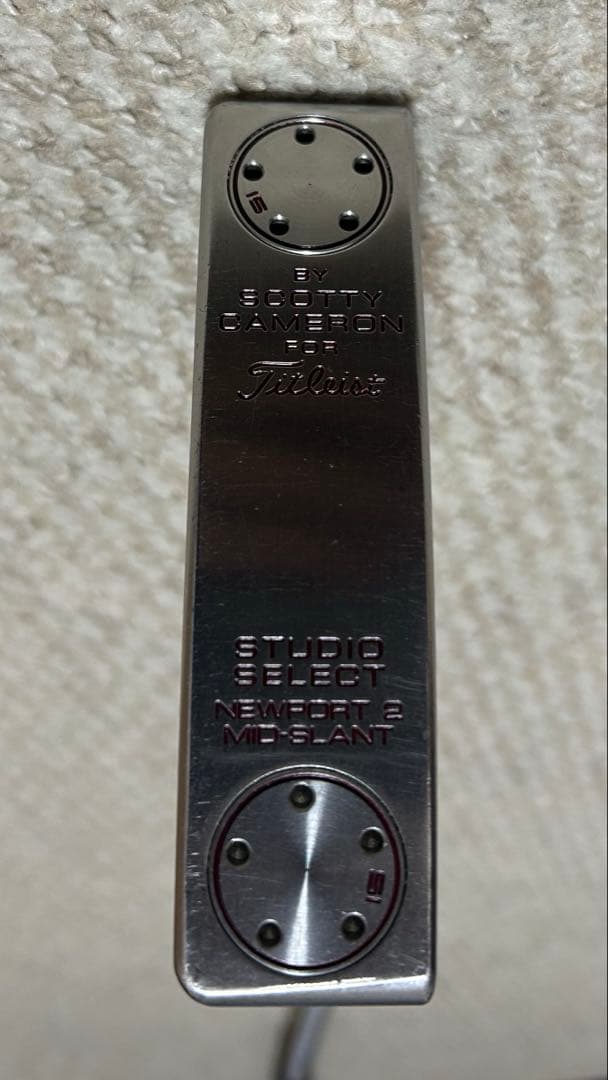 15
BY
SCOTTY
CAMERON
FOR
Titleist
STUDIO
SELECT
NEWPORT 2
MID-SLANT
15